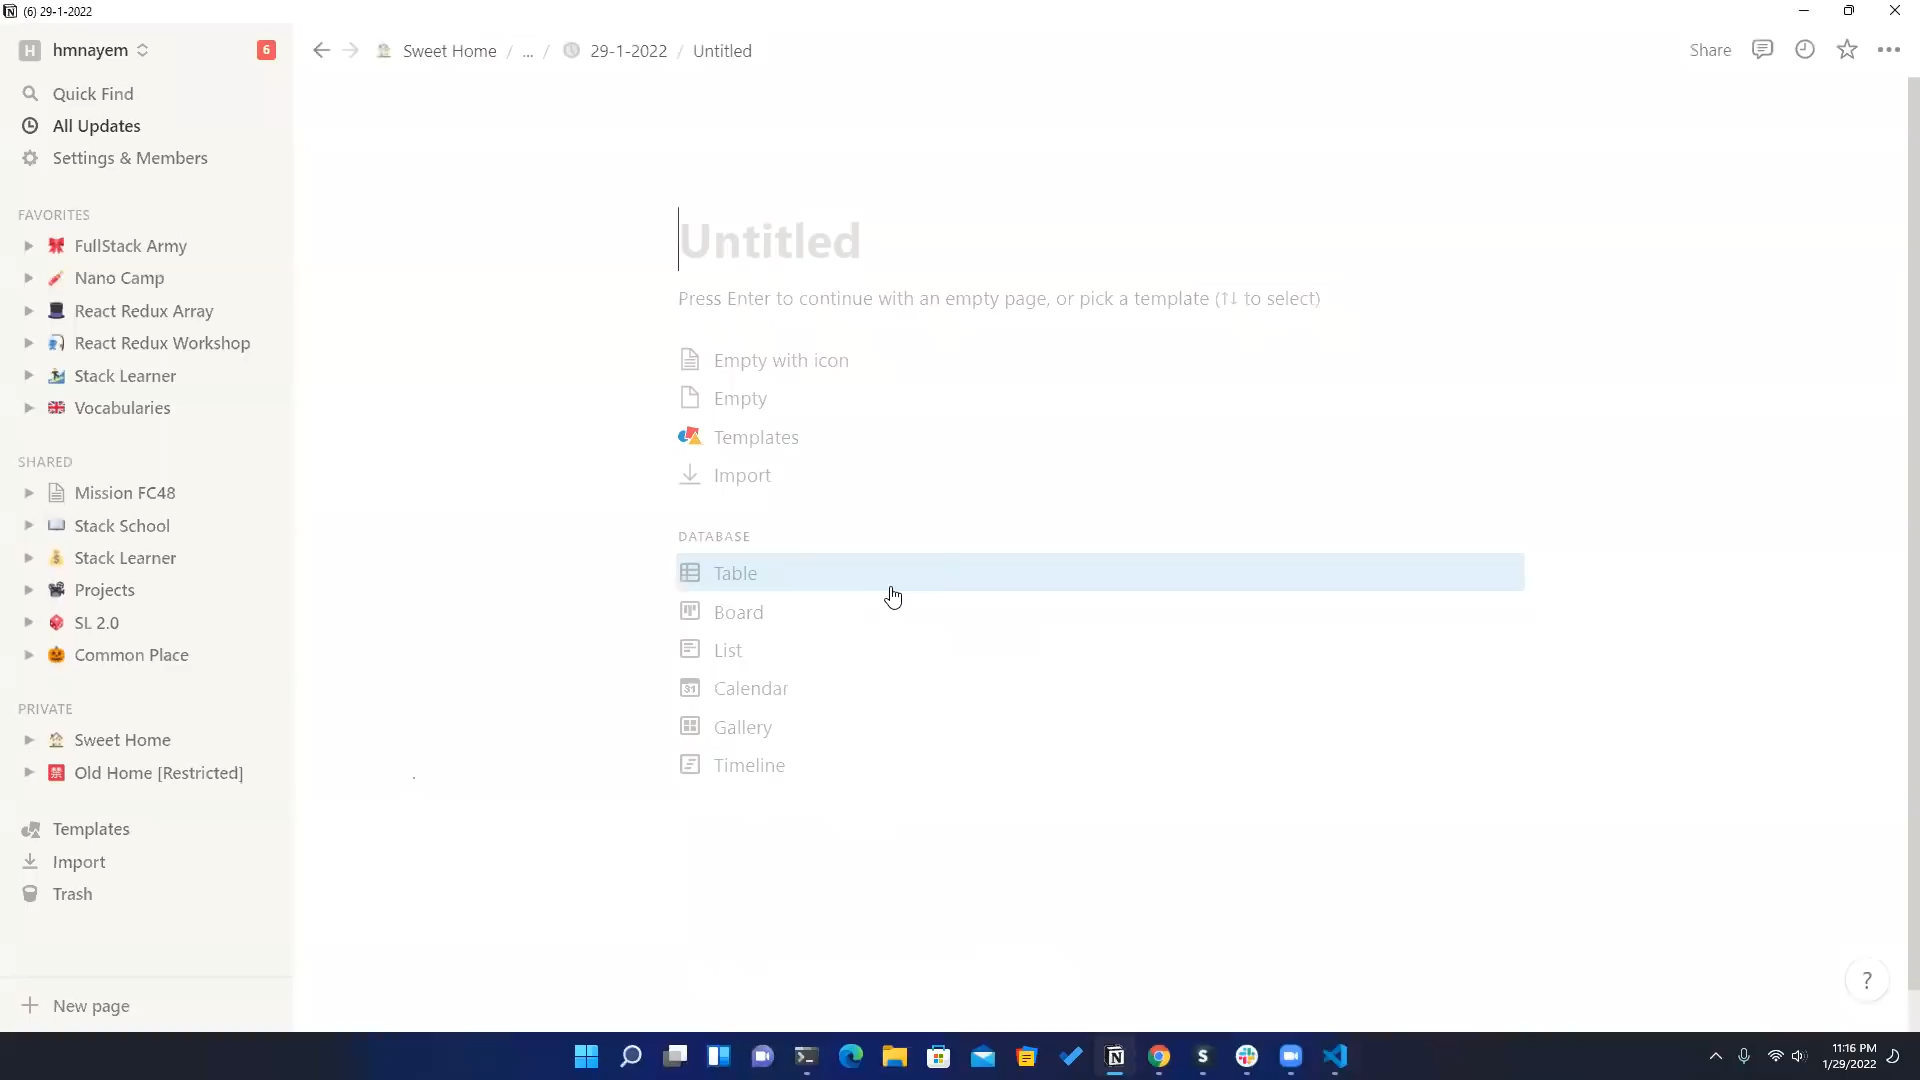 (6) 29-1-2022
H hmnayem 6
Sweet Home / ... / 29-1-2022 / Untitled
Share
Quick Find
All Updates
Settings & Members
FAVORITES
FullStack Army
Nano Camp
React Redux Array
React Redux Workshop
Stack Learner
Vocabularies
SHARED
Mission FC48
Stack School
Stack Learner
Projects
SL 2.0
Common Place
PRIVATE
Sweet Home
禁 Old Home [Restricted]
Templates
Import
Trash
New page
Untitled
Press Enter to continue with an empty page, or pick a template (↑↓ to select)
Empty with icon
Empty
Templates
Import
DATABASE
Table
Board
List
31 Calendar
Gallery
Timeline
?
11:16 PM
1/29/2022